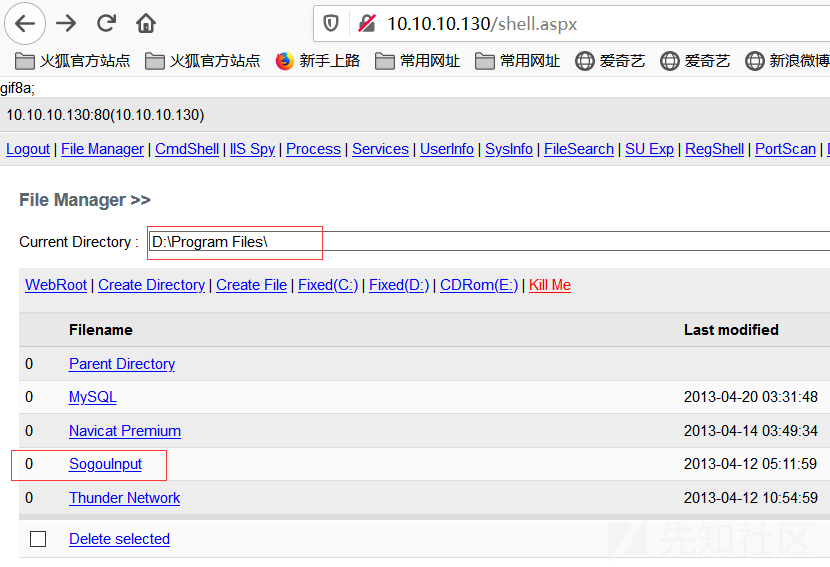 10.10.10.130/shell.aspx
火狐官方站点 火狐官方站点 新手上路 常用网址 常用网址 爱奇艺 爱奇艺 新浪微博
gif8a;
10.10.10.130:80(10.10.10.130)
Logout | File Manager | CmdShell | IIS Spy | Process | Services | UserInfo | SysInfo | FileSearch | SU Exp | RegShell | PortScan |
File Manager >>
Current Directory : D:\Program Files\
WebRoot | Create Directory | Create File | Fixed(C:) | Fixed(D:) | CDRom(E:) | Kill Me
Filename Last modified
0 Parent Directory
0 MySQL 2013-04-20 03:31:48
0 Navicat Premium 2013-04-14 03:49:34
0 SogouInput 2013-04-12 05:11:59
0 Thunder Network 2013-04-12 10:54:59
Delete selected
先知社区